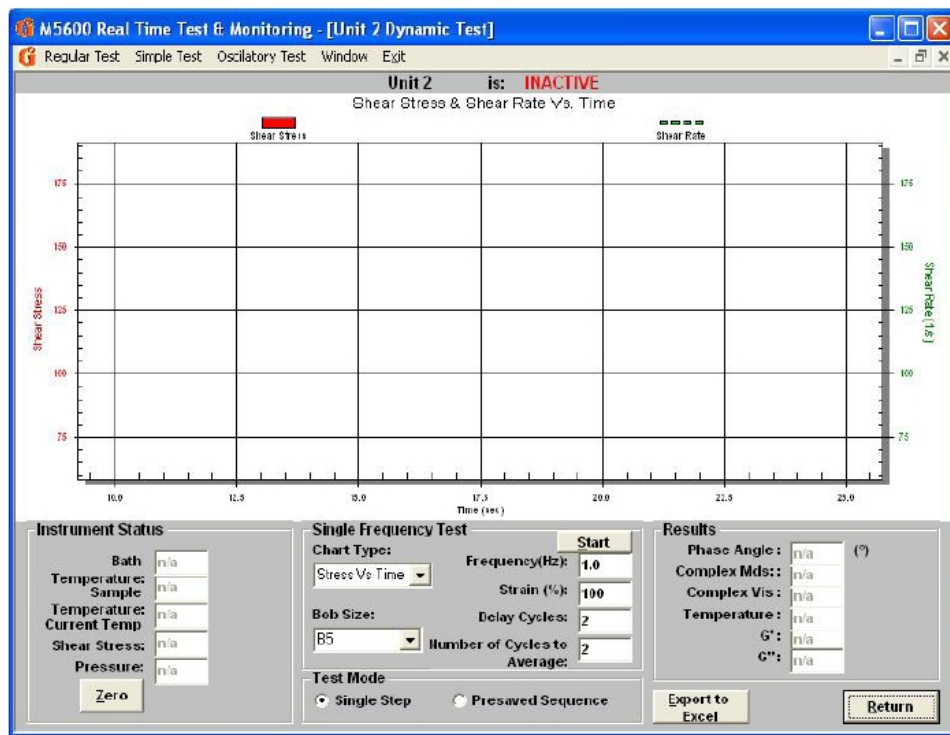 M5600 Real Time Test & Monitoring - [Unit 2 Dynamic Test]
Regular Test Simple Test Oscilatory Test Window Exit
Unit 2 is: INACTIVE
Shear Stress & Shear Rate Vs. Time
Shear Stress Shear Rate
175 175
150 150
125 125
100 100
75 75
Shear Stress
Shear Rate (1/s)
10.0 12.5 15.0 17.5 20.0 22.5 25.0
Time (sec)
Instrument Status
Bath n/a
Temperature:
Sample n/a
Temperature:
Current Temp n/a
Shear Stress: n/a
Pressure: n/a
Zero
Single Frequency Test
Start
Chart Type:
Stress Vs Time
Bob Size:
B5
Frequency(Hz): 1.0
Strain (%): 100
Delay Cycles: 2
Number of Cycles to 2
Average:
Test Mode
Single Step Presaved Sequence
Results
Phase Angle : n/a (º)
Complex Mds: : n/a
Complex Vis : n/a
Temperature : n/a
G' : n/a
G'': n/a
Export to
Excel
Return